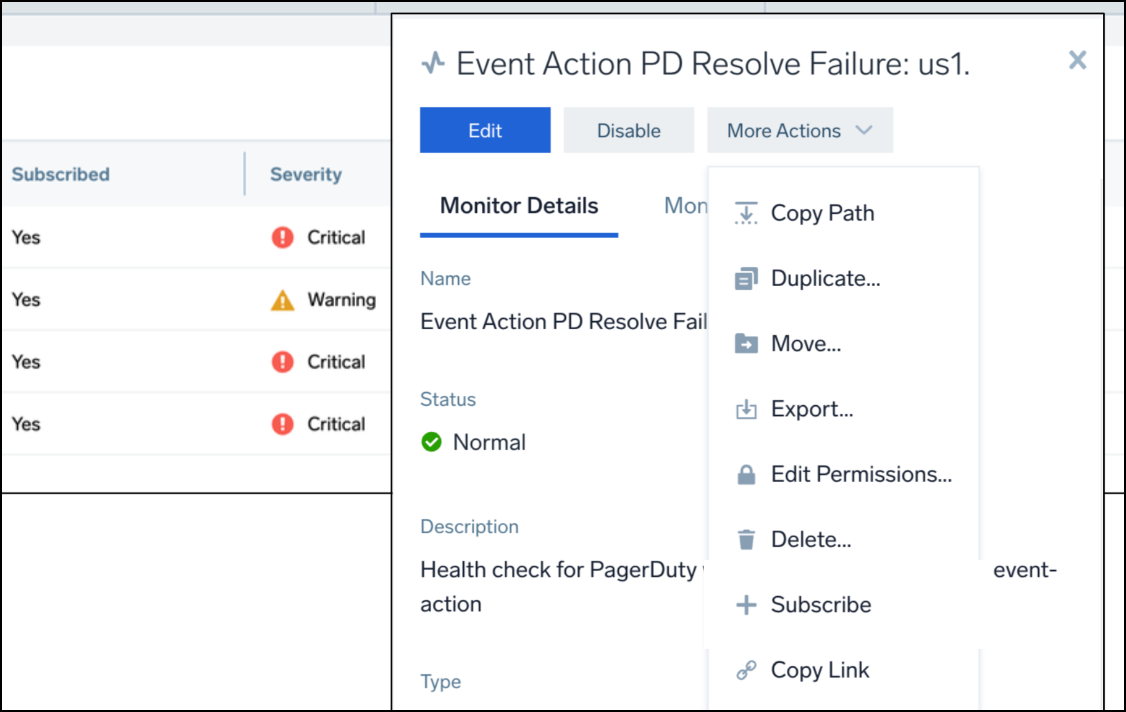 Event Action PD Resolve Failure: us1.
Edit
Disable
More Actions
Subscribed
Severity
Yes
Critical
Yes
Warning
Yes
Critical
Yes
Critical
Monitor Details
Mon
Name
Event Action PD Resolve Fail
Status
Normal
Description
Health check for PagerDuty event-
action
Type
Copy Path
Duplicate...
Move...
Export...
Edit Permissions...
Delete...
Subscribe
Copy Link